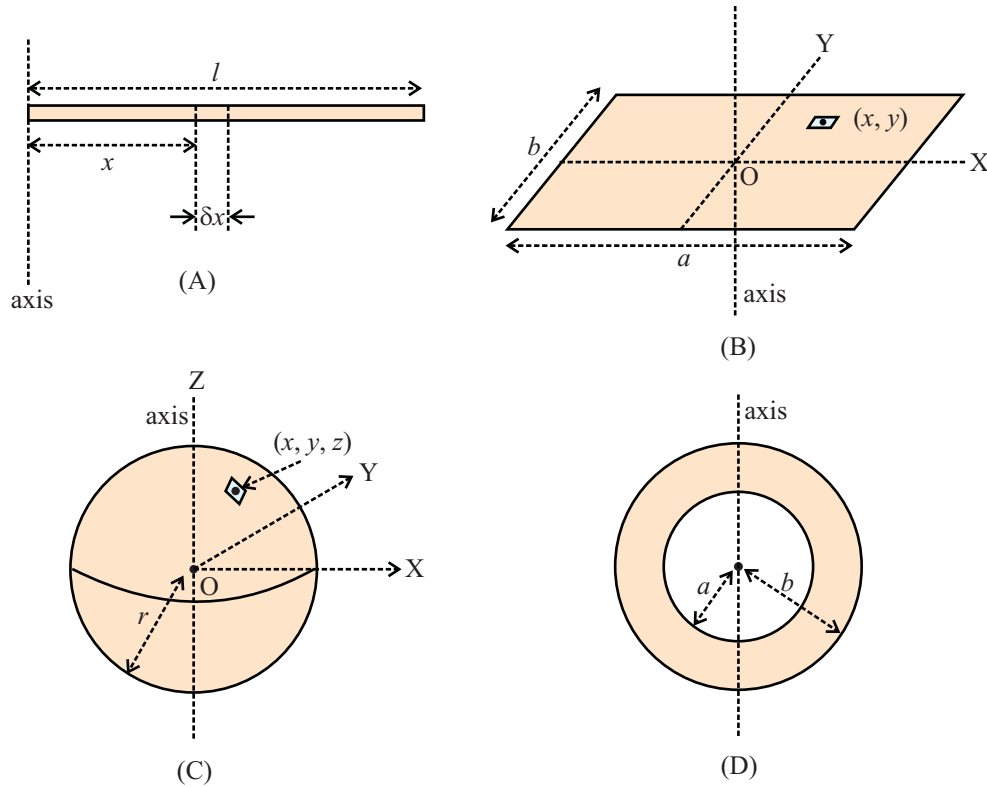 l
x
δx
axis
(A)
Y
(x, y)
b
X
O
a
axis
(B)
Z
axis
(x, y, z)
Y
X
O
r
(C)
axis
a
b
(D)